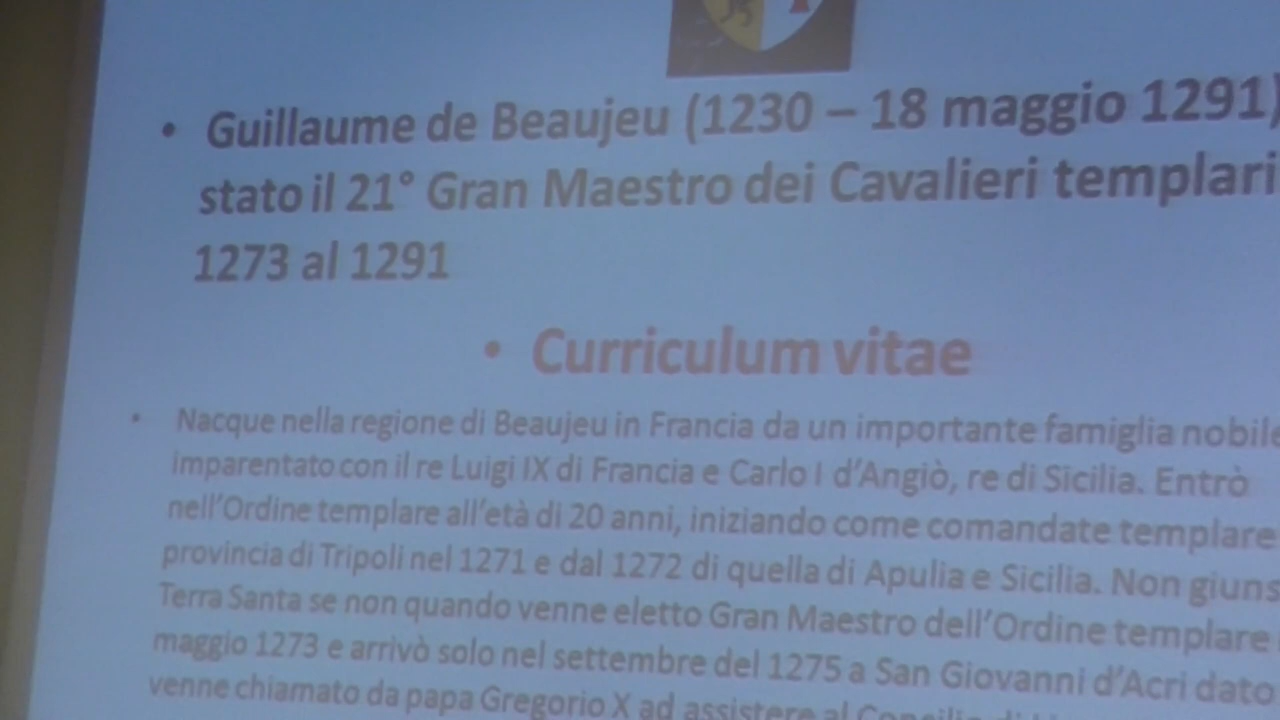 • Guillaume de Beaujeu (1230 – 18 maggio 1291)
stato il 21° Gran Maestro dei Cavalieri templari
1273 al 1291
• Curriculum vitae
• Nacque nella regione di Beaujeu in Francia da un importante famiglia nobile
imparentato con il re Luigi IX di Francia e Carlo I d'Angiò, re di Sicilia. Entrò
nell'Ordine templare all'età di 20 anni, iniziando come comandate templare
provincia di Tripoli nel 1271 e dal 1272 di quella di Apulia e Sicilia. Non giuns
Terra Santa se non quando venne eletto Gran Maestro dell'Ordine templare
maggio 1273 e arrivò solo nel settembre del 1275 a San Giovanni d'Acri dato
venne chiamato da papa Gregorio X ad assistere al Concilio di